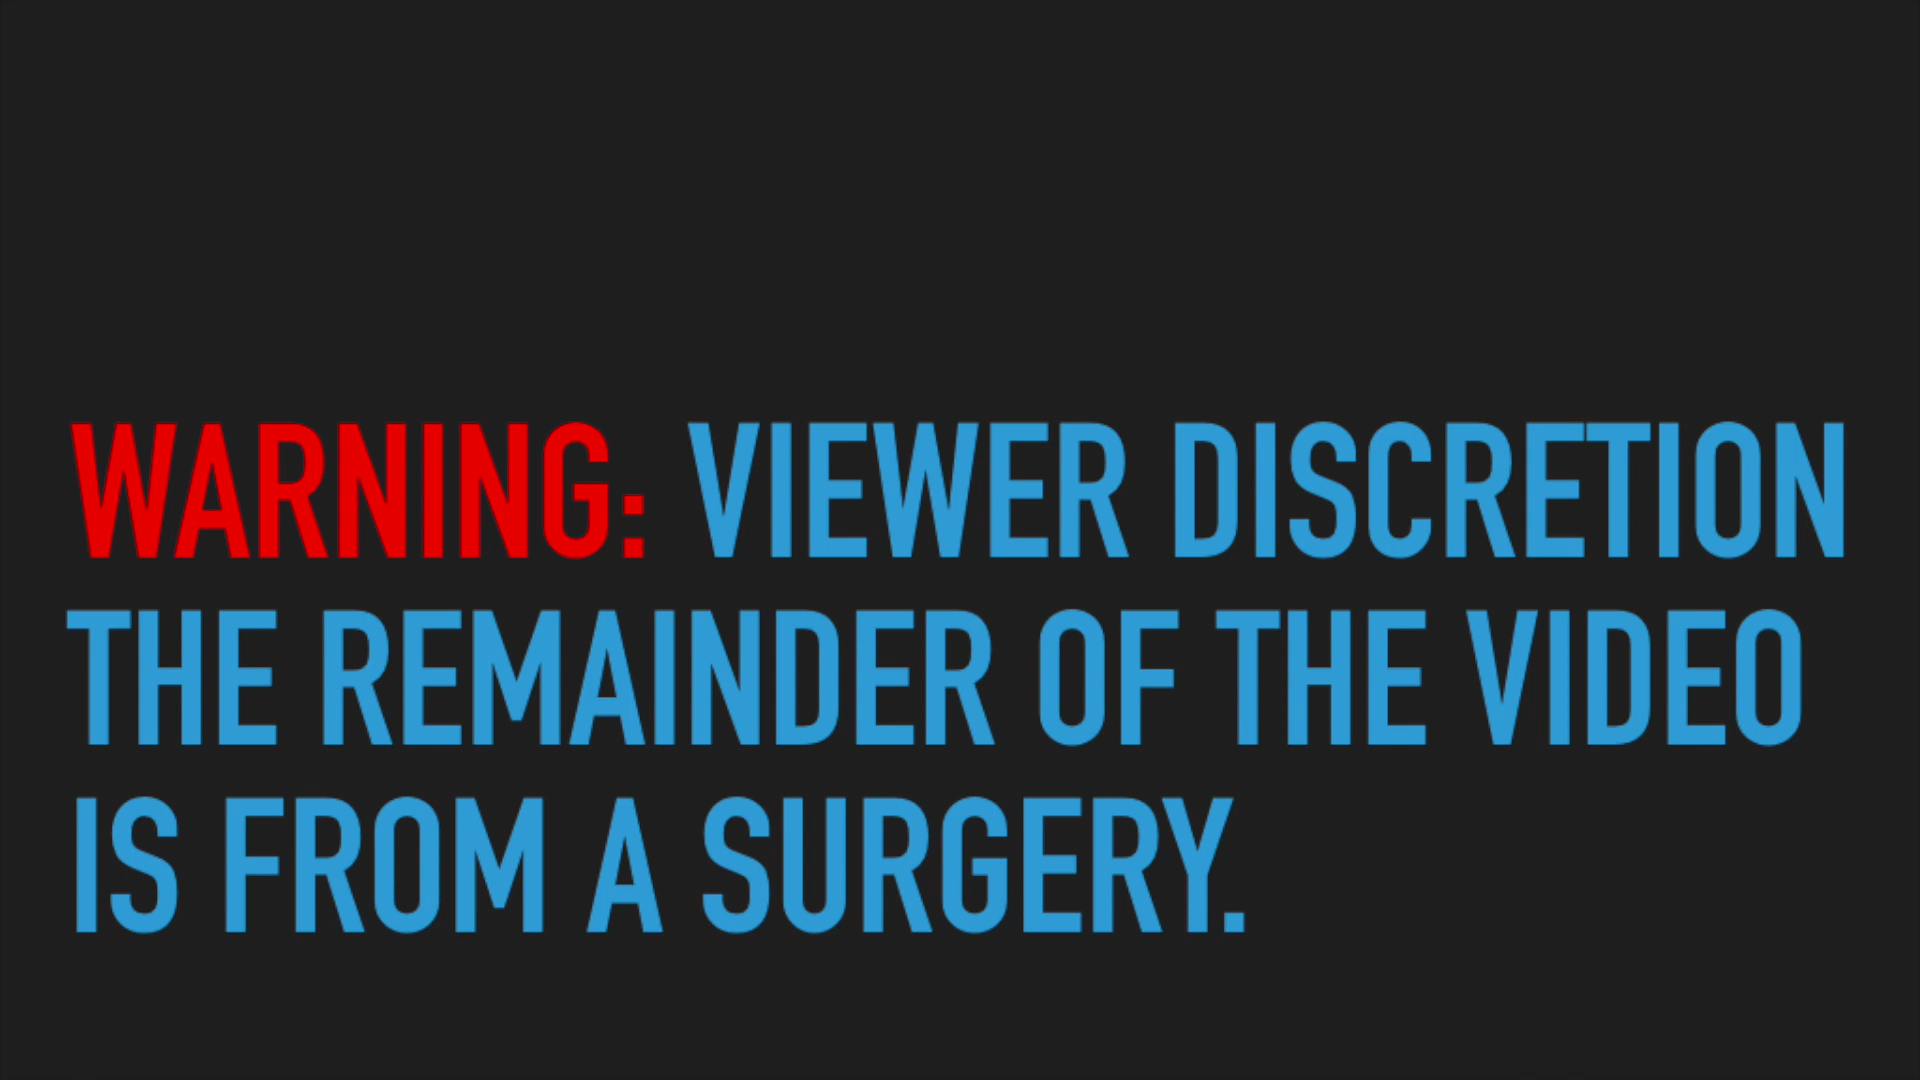 WARNING: VIEWER DISCRETION
THE REMAINDER OF THE VIDEO
IS FROM A SURGERY.